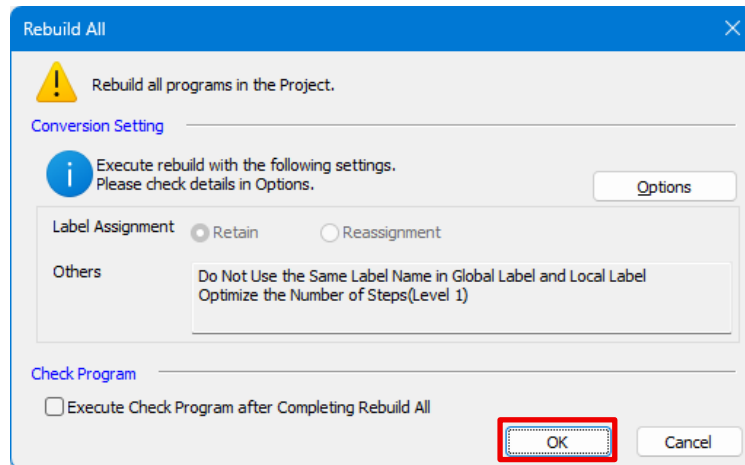 Rebuild All
Rebuild all programs in the Project.
Conversion Setting
Execute rebuild with the following settings.
Please check details in Options.
Options
Label Assignment Retain Reassignment
Others
Do Not Use the Same Label Name in Global Label and Local Label
Optimize the Number of Steps(Level 1)
Check Program
Execute Check Program after Completing Rebuild All
OK Cancel